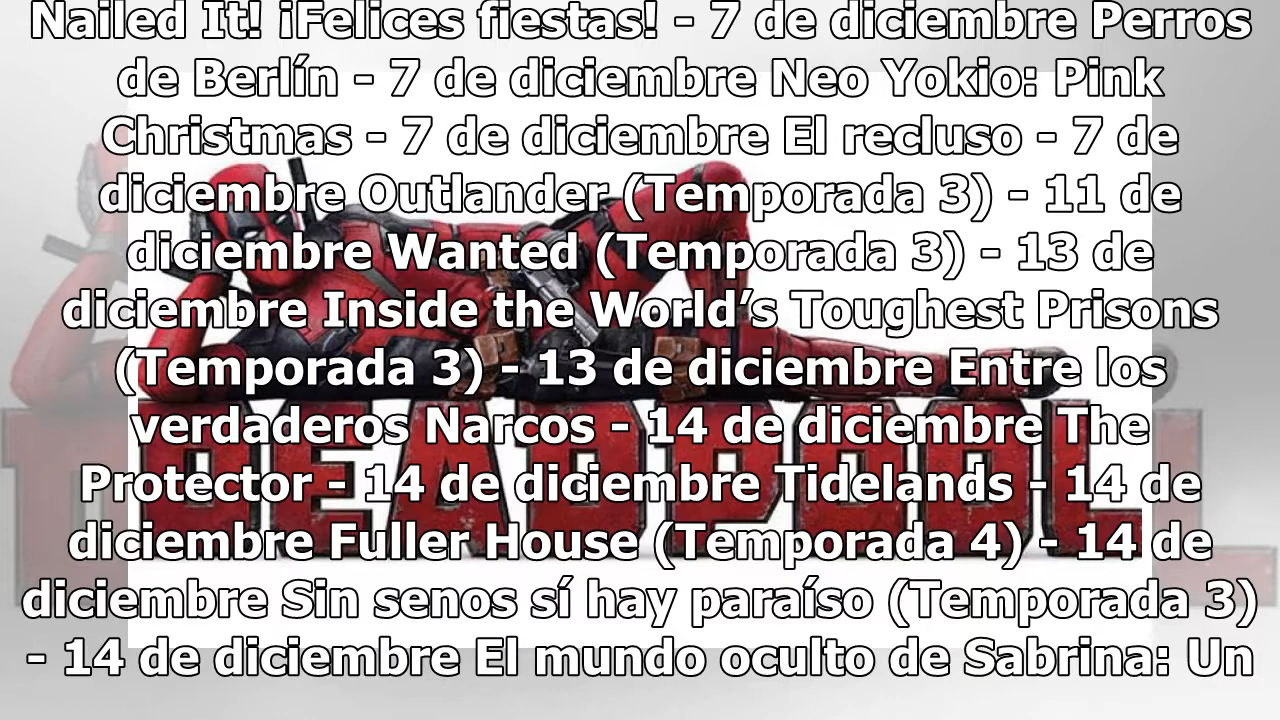 Nailed It! ¡Felices fiestas! - 7 de diciembre Perros
de Berlín - 7 de diciembre Neo Yokio: Pink
Christmas - 7 de diciembre El recluso - 7 de
diciembre Outlander (Temporada 3) - 11 de
diciembre Wanted (Temporada 3) - 13 de
diciembre Inside the World’s Toughest Prisons
(Temporada 3) - 13 de diciembre Entre los
verdaderos Narcos - 14 de diciembre The
Protector - 14 de diciembre Tidelands - 14 de
diciembre Fuller House (Temporada 4) - 14 de
diciembre Sin senos sí hay paraíso (Temporada 3)
- 14 de diciembre El mundo oculto de Sabrina: Un
DEADPOOL